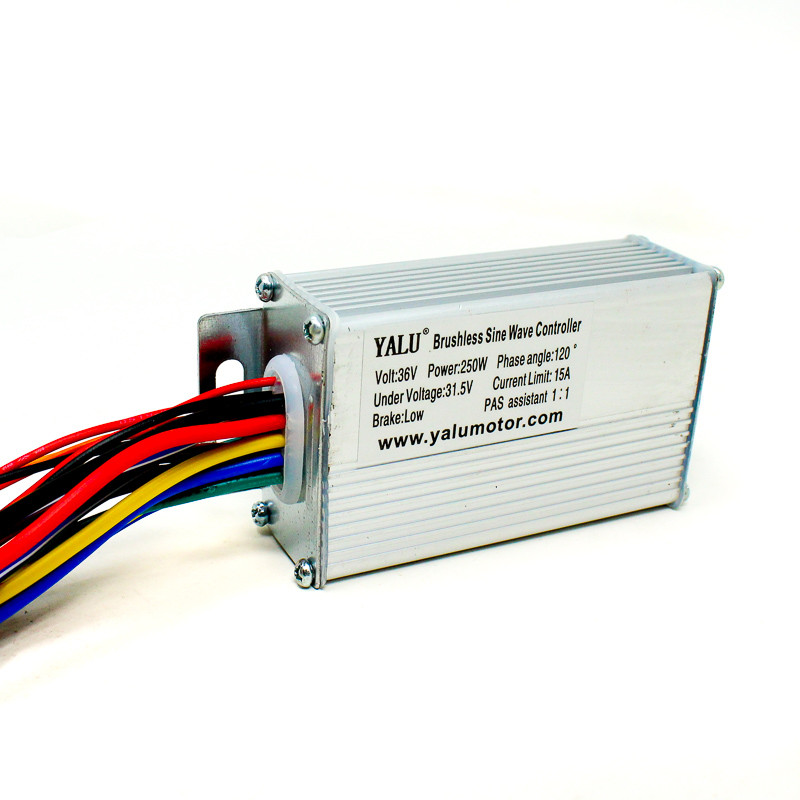 YALU® Brushless Sine Wave Controller
Volt:36V Power:250W Phase angle:120°
Under Voltage:31.5V Current Limit:15A
Brake:Low PAS assistant 1:1
www.yalumotor.com